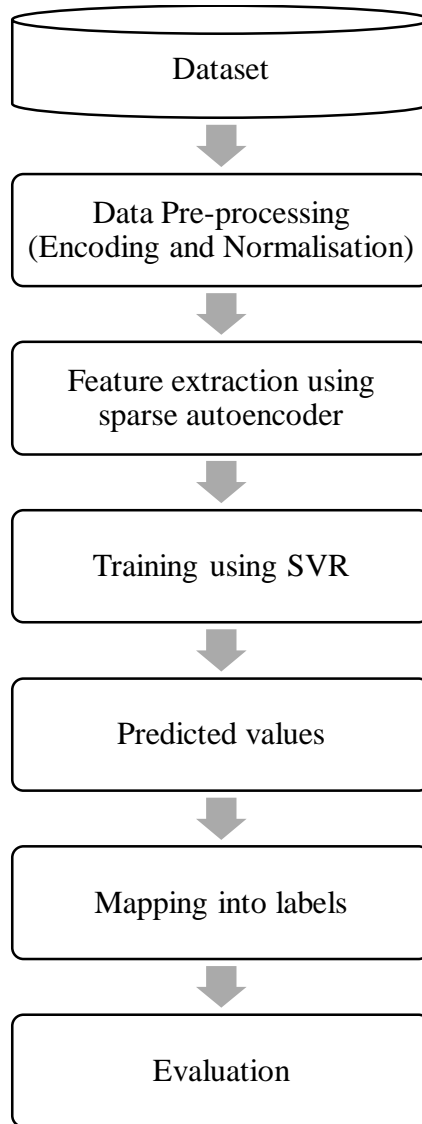 Dataset
Data Pre-processing
(Encoding and Normalisation)
Feature extraction using
sparse autoencoder
Training using SVR
Predicted values
Mapping into labels
Evaluation